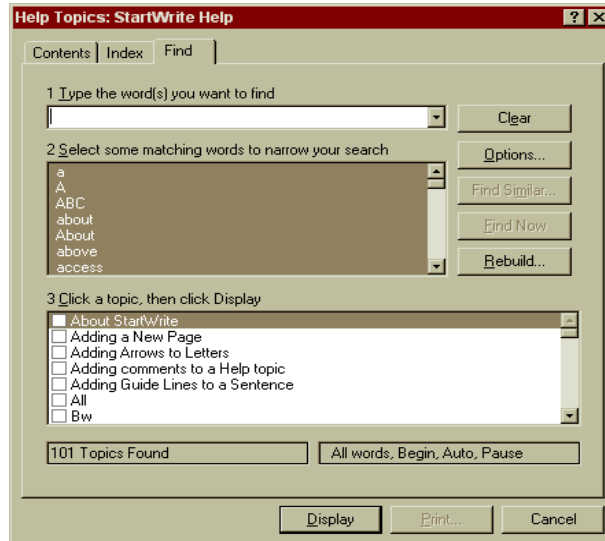 Help Topics: StartWrite Help
Contents Index Find
1 Type the word(s) you want to find
Clear
2 Select some matching words to narrow your search
Options...
a
A
ABC
about
About
above
access
Find Similar...
Find Now
Rebuild...
3 Click a topic, then click Display
About StartWrite
Adding a New Page
Adding Arrows to Letters
Adding comments to a Help topic
Adding Guide Lines to a Sentence
All
Bw
101 Topics Found
All words, Begin, Auto, Pause
Display Print... Cancel